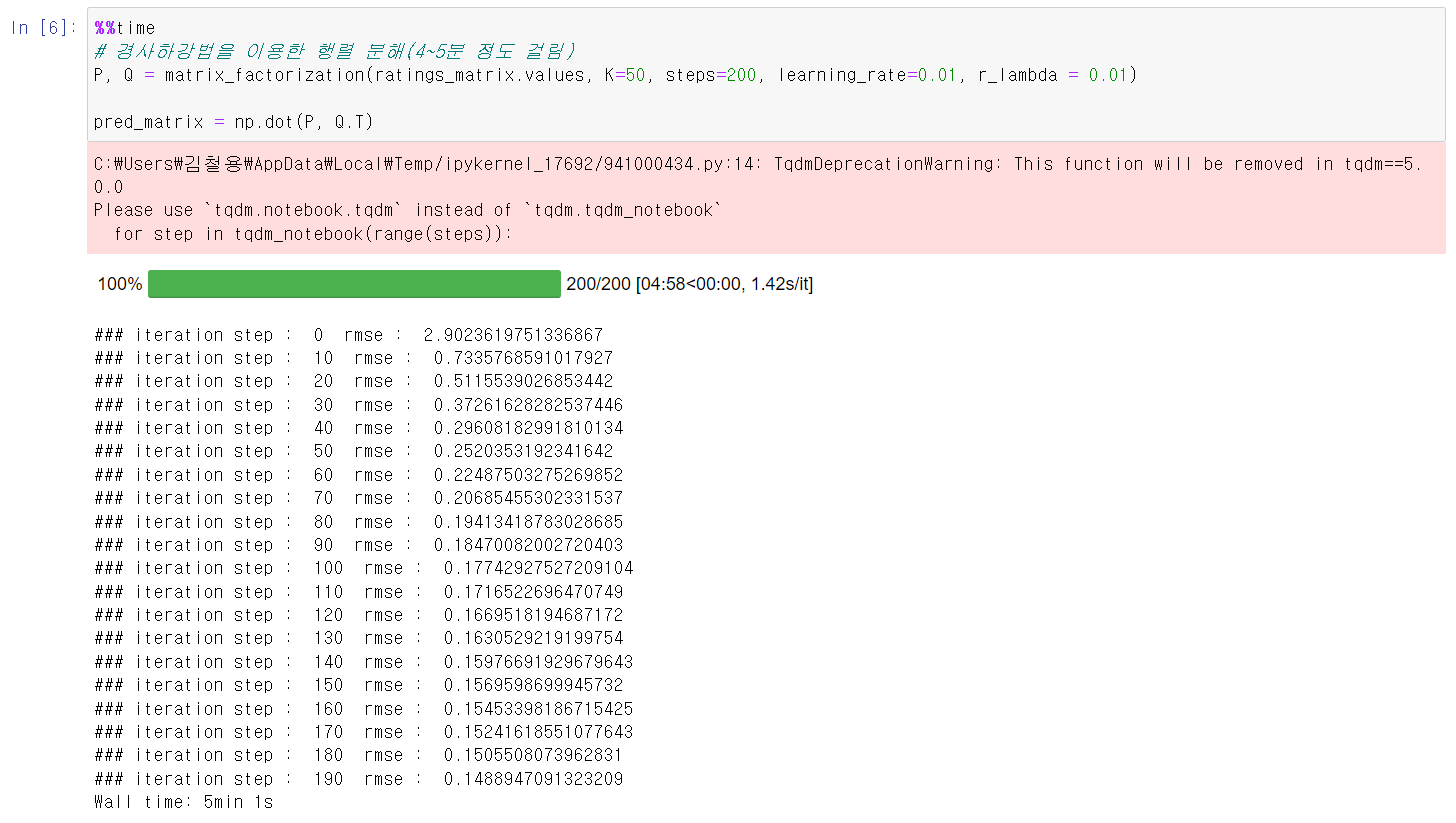 In [6]:
%%time
# 경사하강법을 이용한 행렬 분해(4~5분 정도 걸림)
P, Q = matrix_factorization(ratings_matrix.values, K=50, steps=200, learning_rate=0.01, r_lambda = 0.01)
pred_matrix = np.dot(P, Q.T)
C:₩Users₩김철용₩AppData₩Local₩Temp/ipykernel_17692/941000434.py:14: TqdmDeprecationWarning: This function will be removed in tqdm==5.
0.0
Please use `tqdm.notebook.tqdm` instead of `tqdm.tqdm_notebook`
for step in tqdm_notebook(range(steps)):
100% 200/200 [04:58<00:00, 1.42s/it]
### iteration step :  0  rmse :  2.9023619751336867
### iteration step :  10  rmse :  0.7335768591017927
### iteration step :  20  rmse :  0.5115539026853442
### iteration step :  30  rmse :  0.37261628282537446
### iteration step :  40  rmse :  0.29608182991810134
### iteration step :  50  rmse :  0.2520353192341642
### iteration step :  60  rmse :  0.22487503275269852
### iteration step :  70  rmse :  0.20685455302331537
### iteration step :  80  rmse :  0.19413418783028685
### iteration step :  90  rmse :  0.18470082002720403
### iteration step :  100  rmse :  0.17742927527209104
### iteration step :  110  rmse :  0.1716522696470749
### iteration step :  120  rmse :  0.1669518194687172
### iteration step :  130  rmse :  0.1630529219199754
### iteration step :  140  rmse :  0.15976691929679643
### iteration step :  150  rmse :  0.1569598699945732
### iteration step :  160  rmse :  0.15453398186715425
### iteration step :  170  rmse :  0.15241618551077643
### iteration step :  180  rmse :  0.1505508073962831
### iteration step :  190  rmse :  0.1488947091323209
Wall time: 5min 1s